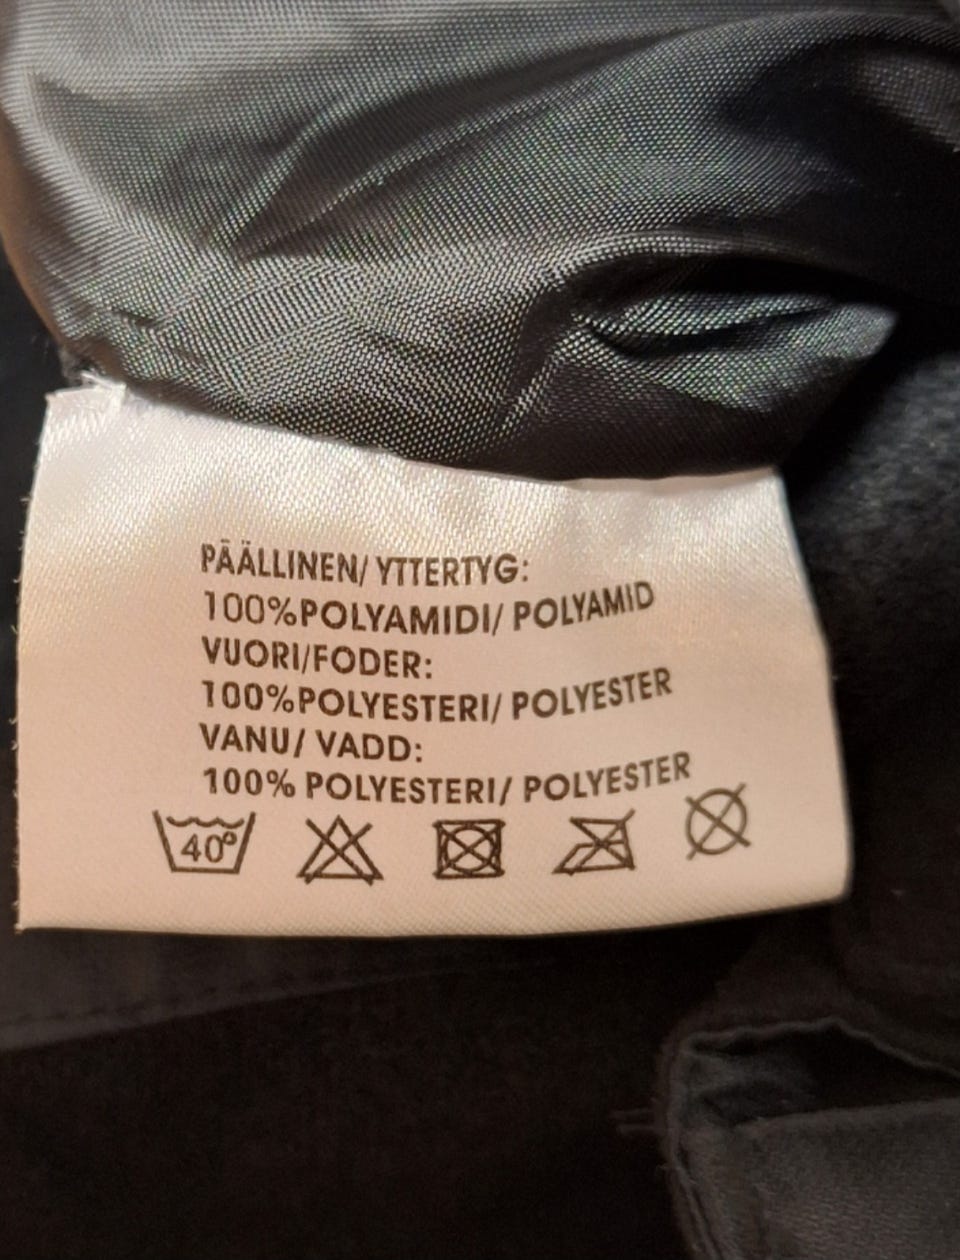 PÄÄLLINEN/ YTTERTYG:
100%POLYAMIDI/ POLYAMID
VUORI/FODER:
100%POLYESTERI/ POLYESTER
VANU/ VADD:
100% POLYESTERI/ POLYESTER
40°